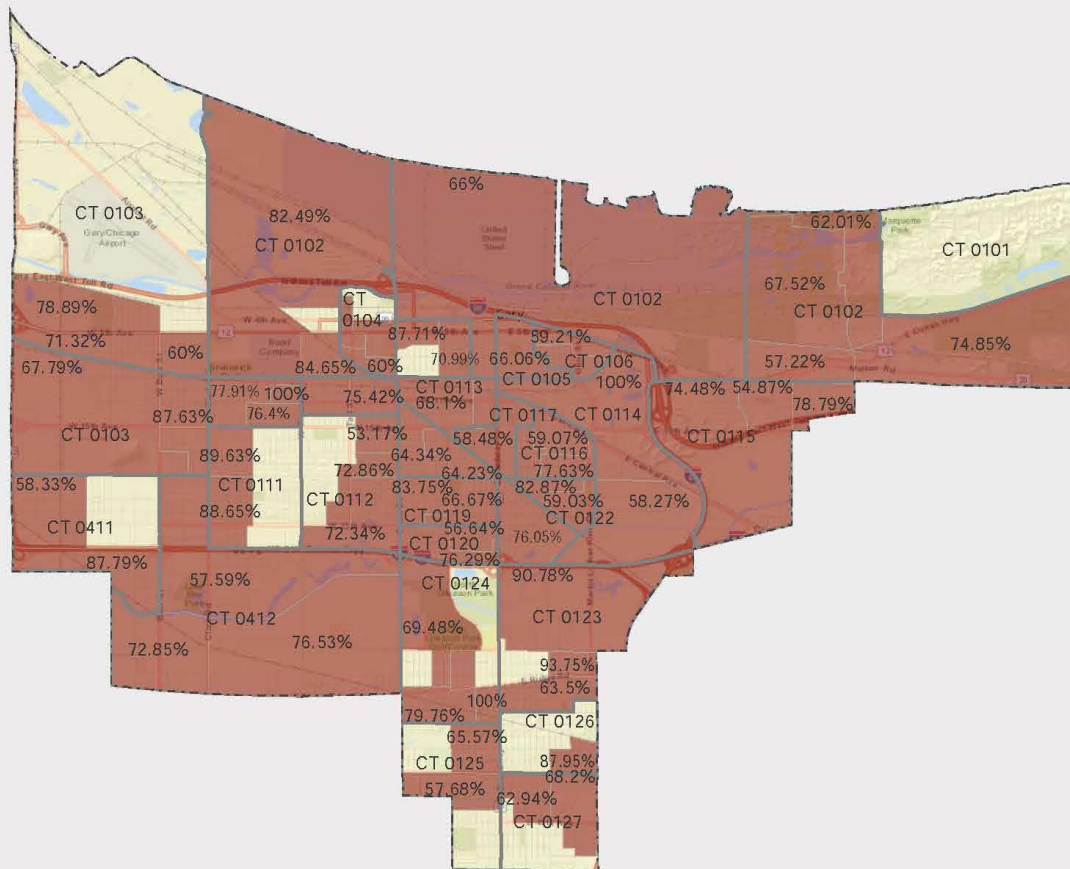 66%
CT 0103
Gary/Chicago
Airport
82.49%
CT 0102
United
States
Steel
62.01%
Marquette
Park
CT 0101
67.52%
CT 0102
CT 0102
78.89%
CT
0104
W 4th Ave
87.71%
59.21%
74.85%
71.32%
60%
67.79%
84.65%
60%
70.99%
66.06%
CT 0106
57.22%
12
12
20
77.91%
100%
75.42%
CT 0113
CT 0105
100%
74.48%
54.87%
76.4%
68.1%
78.79%
87.63%
CT 0117
CT 0114
CT 0103
53.17%
58.48%
59.07%
CT 0115
89.63%
64.34%
CT 0116
58.33%
CT 0111
72.86%
64.23%
77.63%
CT 0112
83.75%
82.87%
88.65%
66.67%
59.03%
58.27%
CT 0411
CT 0119
CT 0122
72.34%
56.64%
76.05%
CT 0120
87.79%
76.29%
57.59%
CT 0124
90.78%
CT 0412
CT 0123
69.48%
72.85%
76.53%
93.75%
63.5%
100%
79.76%
CT 0126
65.57%
CT 0125
87.95%
68.2%
57.68%
62.94%
CT 0127